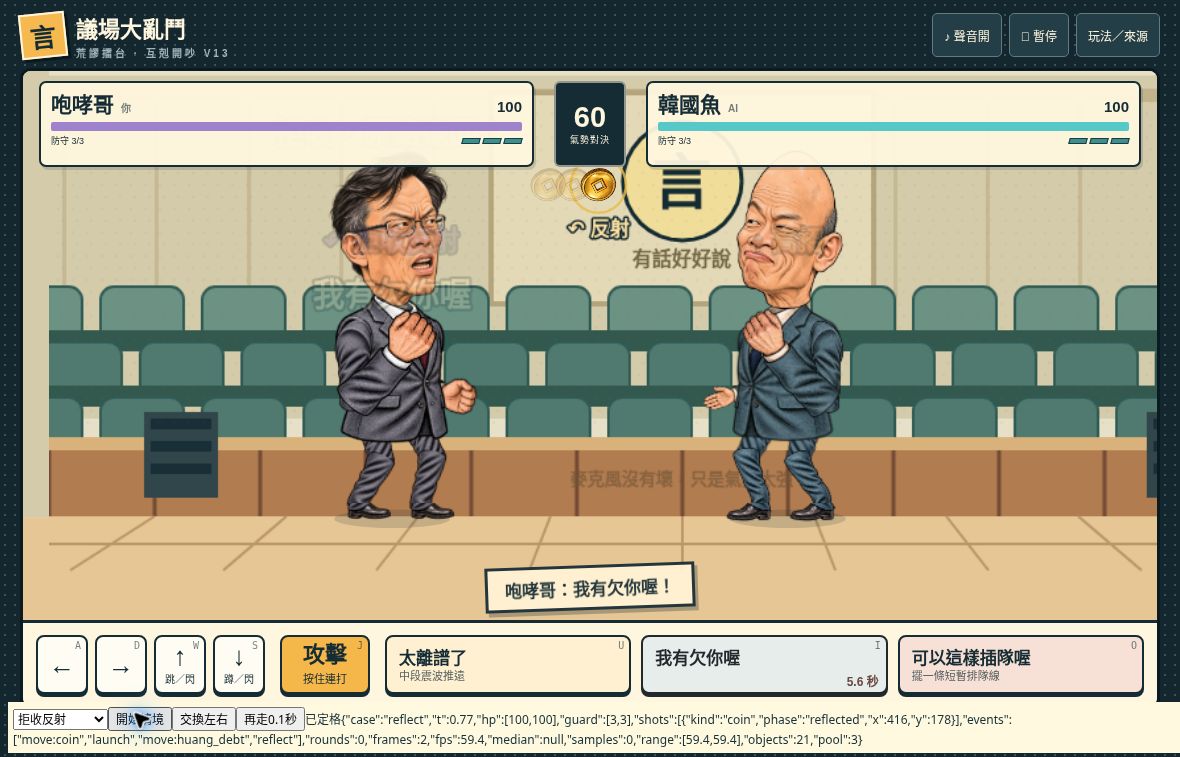 言
議場大亂鬥
荒謬擂台 · 互剋開吵 V13
♪ 聲音開
暫停
玩法／來源
咆哮哥 你 100
防守 3/3
60
氣勢對決
韓國魚 AI 100
防守 3/3
言
有話好好說
↶ 反射
我有欠你喔
咆哮哥：我有欠你喔！
A
←
D
→
W
↑
跳／閃
S
↓
蹲／閃
J
攻擊
按住連打
U
太離譜了
中段震波推遠
I
我有欠你喔
5.6 秒
O
可以這樣插隊喔
擺一條短暫排隊線
拒收反射 交換左右 再走0.1秒 已定格{"case":"reflect","t":0.77,"hp":[100,100],"guard":[3,3],"shots":[{"kind":"coin","phase":"reflected","x":416,"y":178}],"events":
["move:coin","launch","move:huang_debt","reflect"],"rounds":0,"frames":2,"fps":59.4,"median":null,"samples":0,"range":[59.4,59.4],"objects":21,"pool":3}